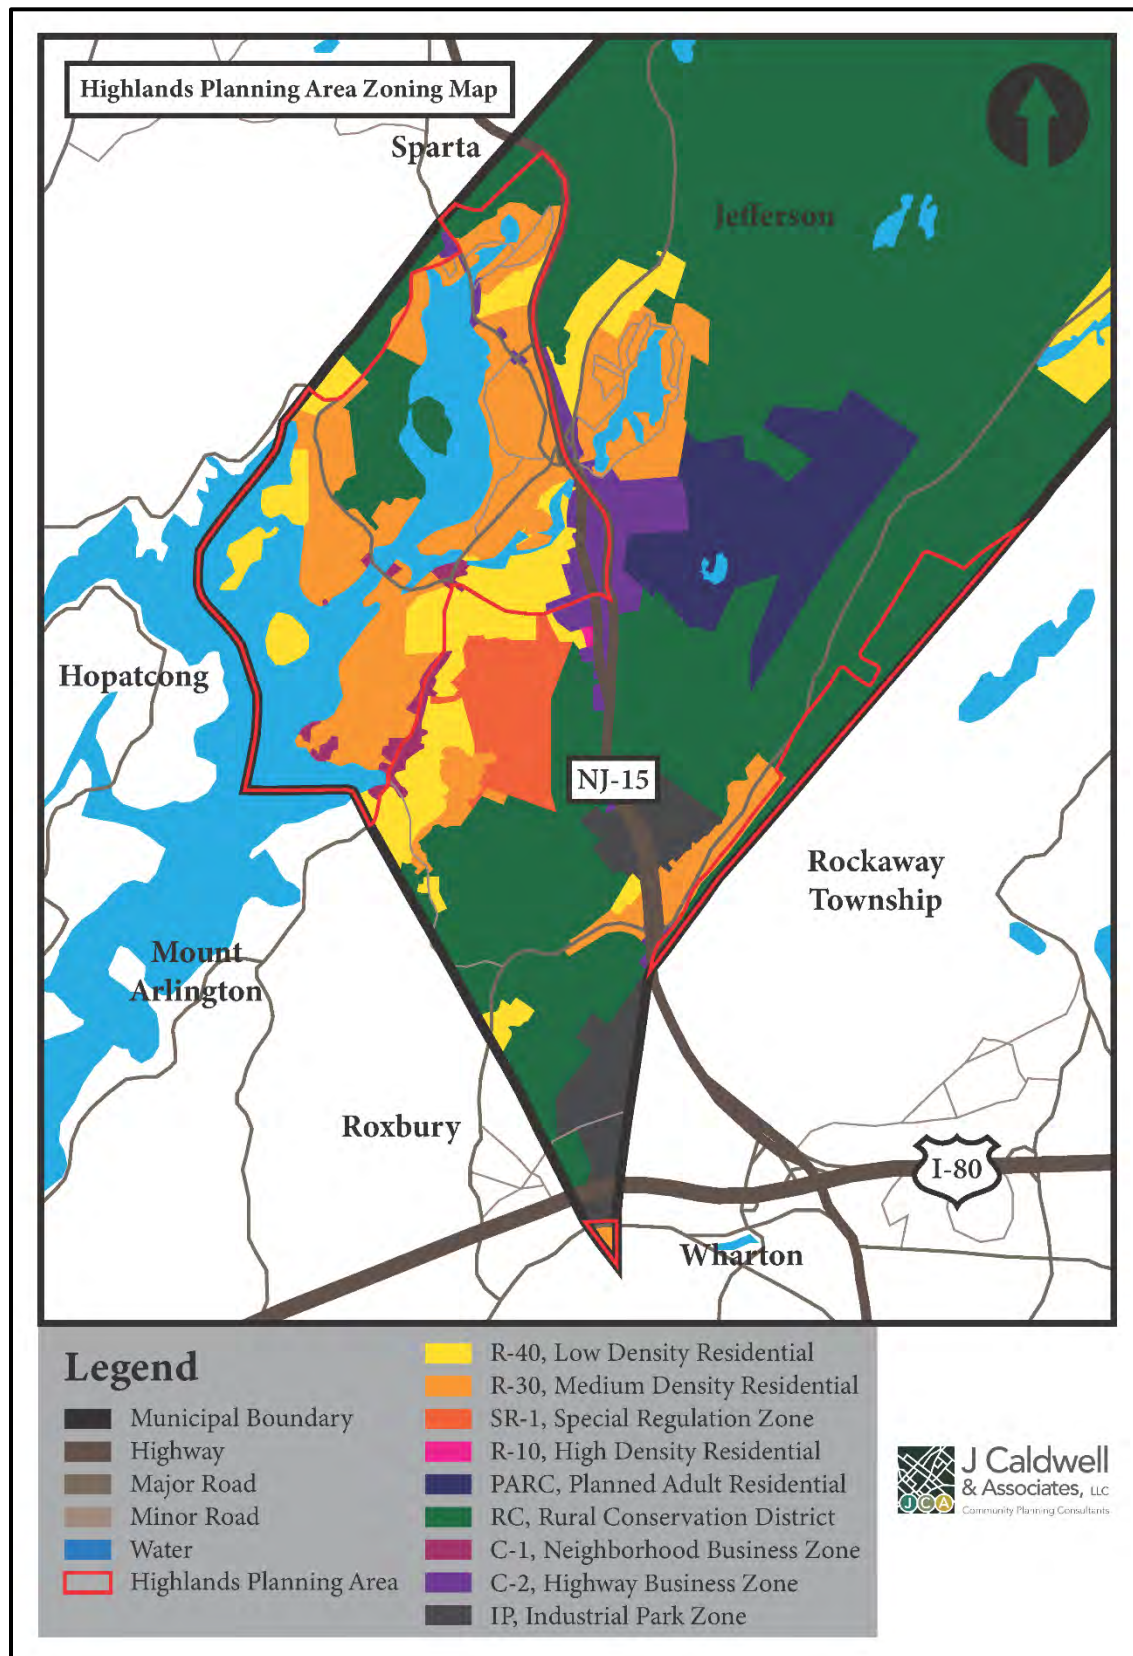 Highlands Planning Area Zoning Map
Sparta
Jefferson
Hopatcong
NJ-15
Rockaway
Township
Mount
Arlington
Roxbury
I-80
Wharton
Legend
Municipal Boundary
Highway
Major Road
Minor Road
Water
Highlands Planning Area
R-40, Low Density Residential
R-30, Medium Density Residential
SR-1, Special Regulation Zone
R-10, High Density Residential
PARC, Planned Adult Residential
RC, Rural Conservation District
C-1, Neighborhood Business Zone
C-2, Highway Business Zone
IP, Industrial Park Zone
JCA
J Caldwell
& Associates, LLC
Community Planning Consultants